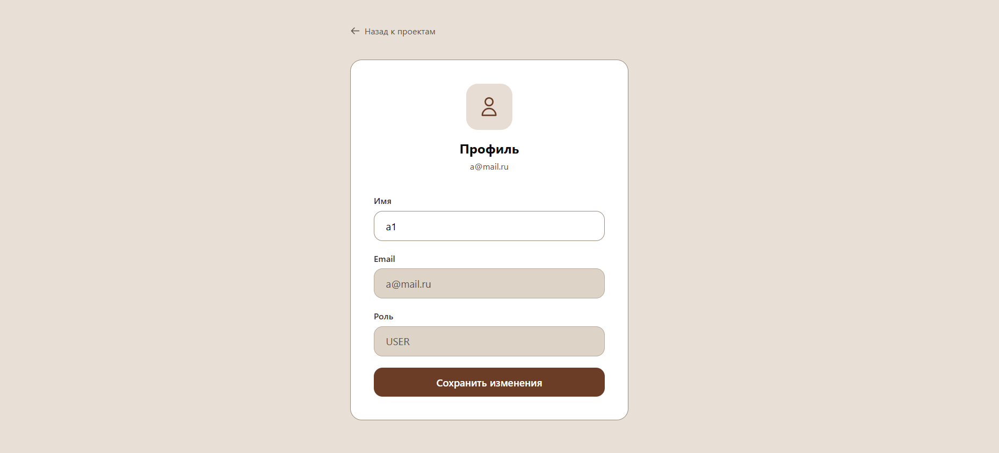 Назад к проектам
Профиль
a@mail.ru
Имя
a1
Email
a@mail.ru
Роль
USER
Сохранить изменения